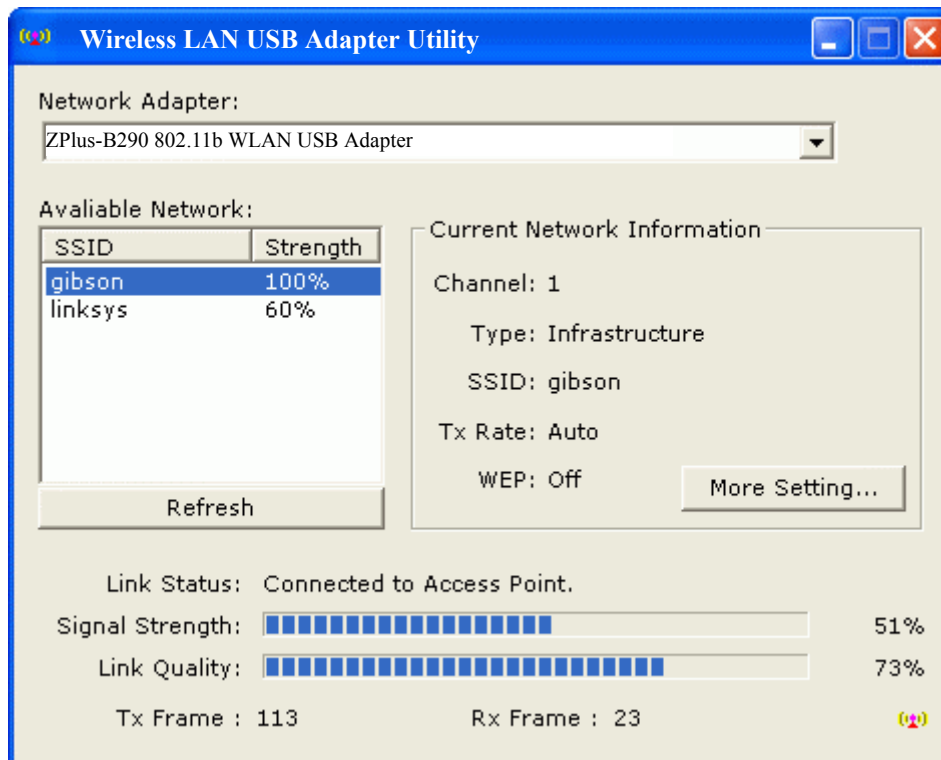 Wireless LAN USB Adapter Utility
Network Adapter:
ZPlus-B290 802.11b WLAN USB Adapter
Avaliable Network:
SSID Strength
gibson 100%
linksys 60%
Refresh
Current Network Information
Channel: 1
Type: Infrastructure
SSID: gibson
Tx Rate: Auto
WEP: Off
More Setting...
Link Status: Connected to Access Point.
Signal Strength: 51%
Link Quality: 73%
Tx Frame : 113 Rx Frame : 23